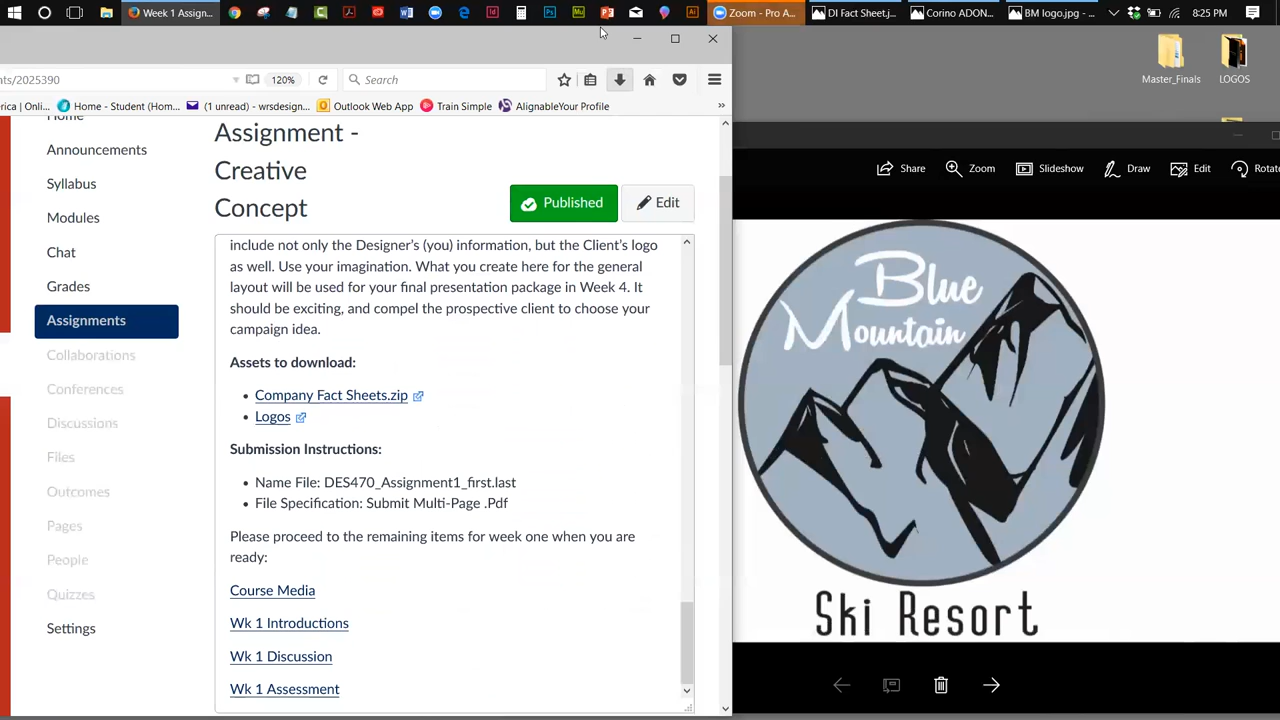 Week 1 Assign...
Zoom - Pro A...
DI Fact Sheet.j...
Corino ADON...
BM logo.jpg - ...
8:25 PM
nts/2025390
120%
Search
erica | Onli...
Home - Student (Hom...
(1 unread) - wrsdesign...
Outlook Web App
Train Simple
AlignableYour Profile
»
Master_Finals
LOGOS
Home
Announcements
Syllabus
Modules
Chat
Grades
Assignments
Collaborations
Conferences
Discussions
Files
Outcomes
Pages
People
Quizzes
Settings
Assignment -
Creative
Concept
Published
Edit
include not only the Designer's (you) information, but the Client's logo
as well. Use your imagination. What you create here for the general
layout will be used for your final presentation package in Week 4. It
should be exciting, and compel the prospective client to choose your
campaign idea.
Assets to download:
• Company Fact Sheets.zip
• Logos
Submission Instructions:
• Name File: DES470_Assignment1_first.last
• File Specification: Submit Multi-Page .Pdf
Please proceed to the remaining items for week one when you are
ready:
Course Media
Wk 1 Introductions
Wk 1 Discussion
Wk 1 Assessment
Share
Zoom
Slideshow
Draw
Edit
Rotate
Blue
Mountain
Ski Resort